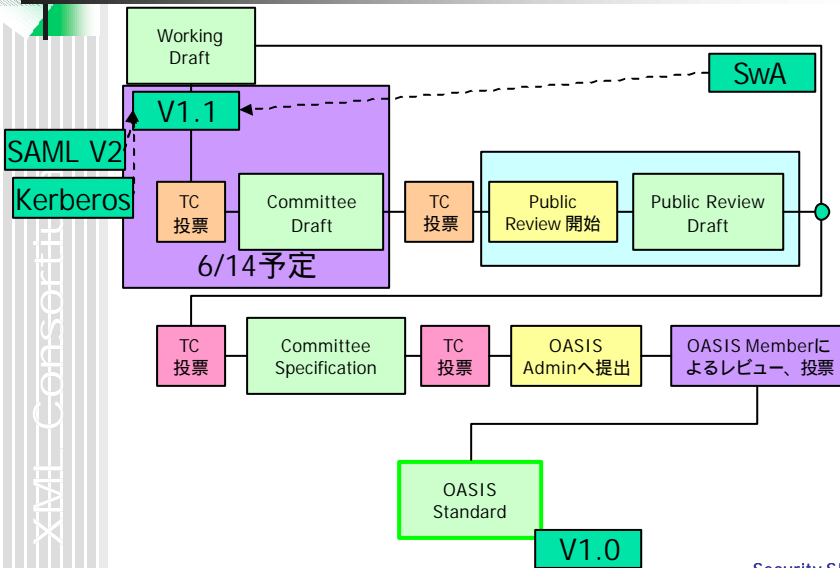 Working
Draft
SwA
V1.1
SAML V2
Kerberos
TC
投票
Committee
Draft
TC
投票
Public
Review 開始
Public Review
Draft
6/14予定
TC
投票
Committee
Specification
TC
投票
OASIS
Adminへ提出
OASIS Memberに
よるレビュー、投票
OASIS
Standard
V1.0
XML Consortium